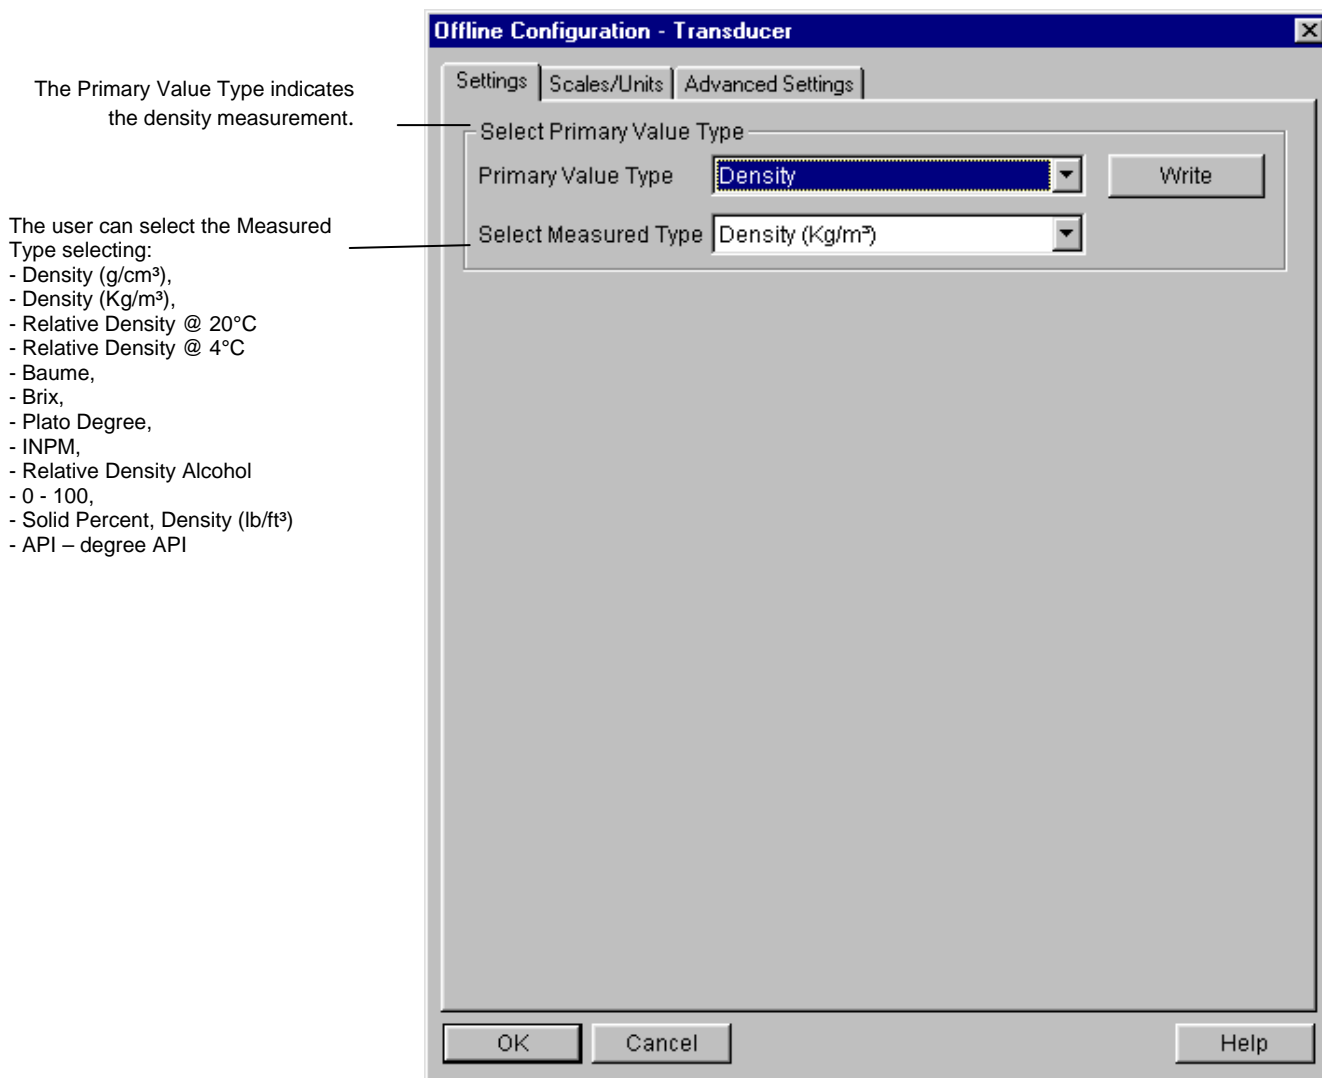 Offline Configuration - Transducer
Settings Scales/Units Advanced Settings
The Primary Value Type indicates
the density measurement.
Select Primary Value Type
Primary Value Type Density Write
Select Measured Type Density (Kg/m³)
The user can select the Measured
Type selecting:
- Density (g/cm³),
- Density (Kg/m³),
- Relative Density @ 20°C
- Relative Density @ 4°C
- Baume,
- Brix,
- Plato Degree,
- INPM,
- Relative Density Alcohol
- 0 - 100,
- Solid Percent, Density (lb/ft³)
- API – degree API
OK Cancel Help